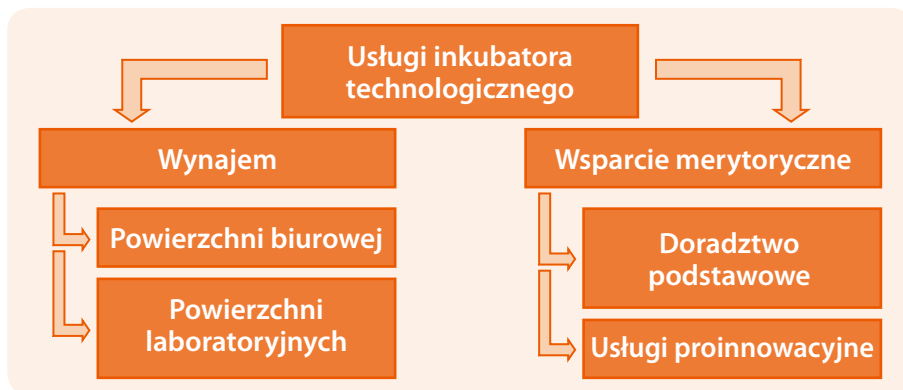 Usługi inkubatora
technologicznego
Wynajem
Powierzchni biurowej
Powierzchni
laboratoryjnych
Wsparcie merytoryczne
Doradztwo
podstawowe
Usługi proinnowacyjne